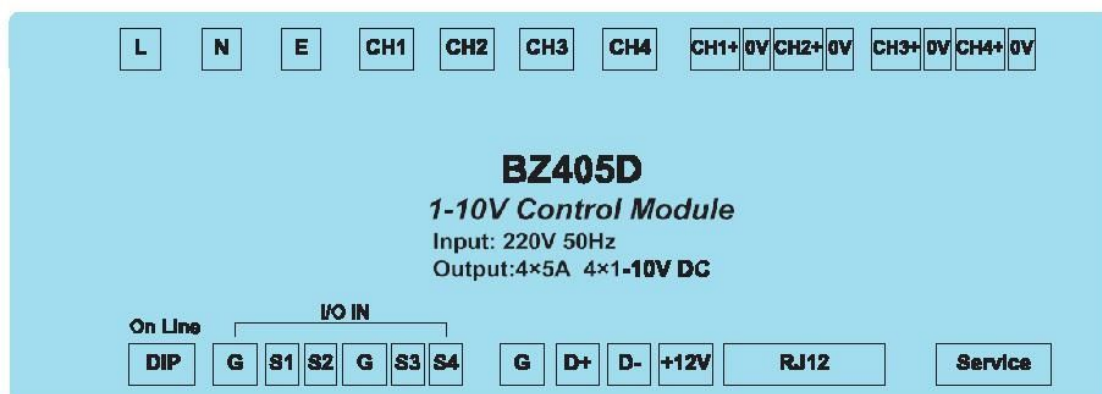 L N E CH1 CH2 CH3 CH4 CH1+ 0V CH2+ 0V CH3+ 0V CH4+ 0V
BZ405D
1-10V Control Module
Input: 220V 50Hz
Output:4×5A 4×1-10V DC
I/O IN
On Line
DIP G S1 S2 G S3 S4 G D+ D- +12V RJ12 Service